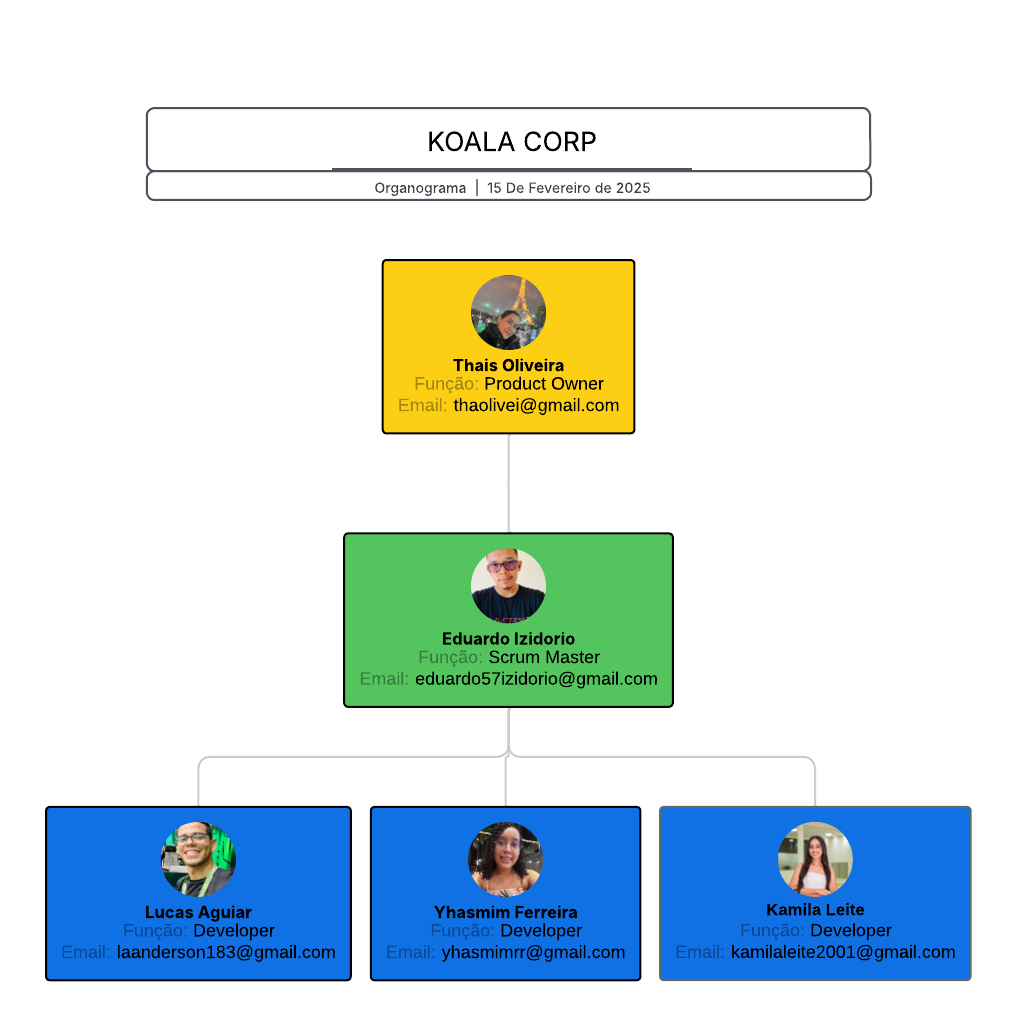 KOALA CORP
Organograma | 15 De Fevereiro de 2025
Thais Oliveira
Função: Product Owner
Email: thaolivei@gmail.com
Eduardo Izidorio
Função: Scrum Master
Email: eduardo57izidorio@gmail.com
Lucas Aguiar
Função: Developer
Email: laanderson183@gmail.com
Yhasmim Ferreira
Função: Developer
Email: yhasmimrr@gmail.com
Kamila Leite
Função: Developer
Email: kamilaleite2001@gmail.com